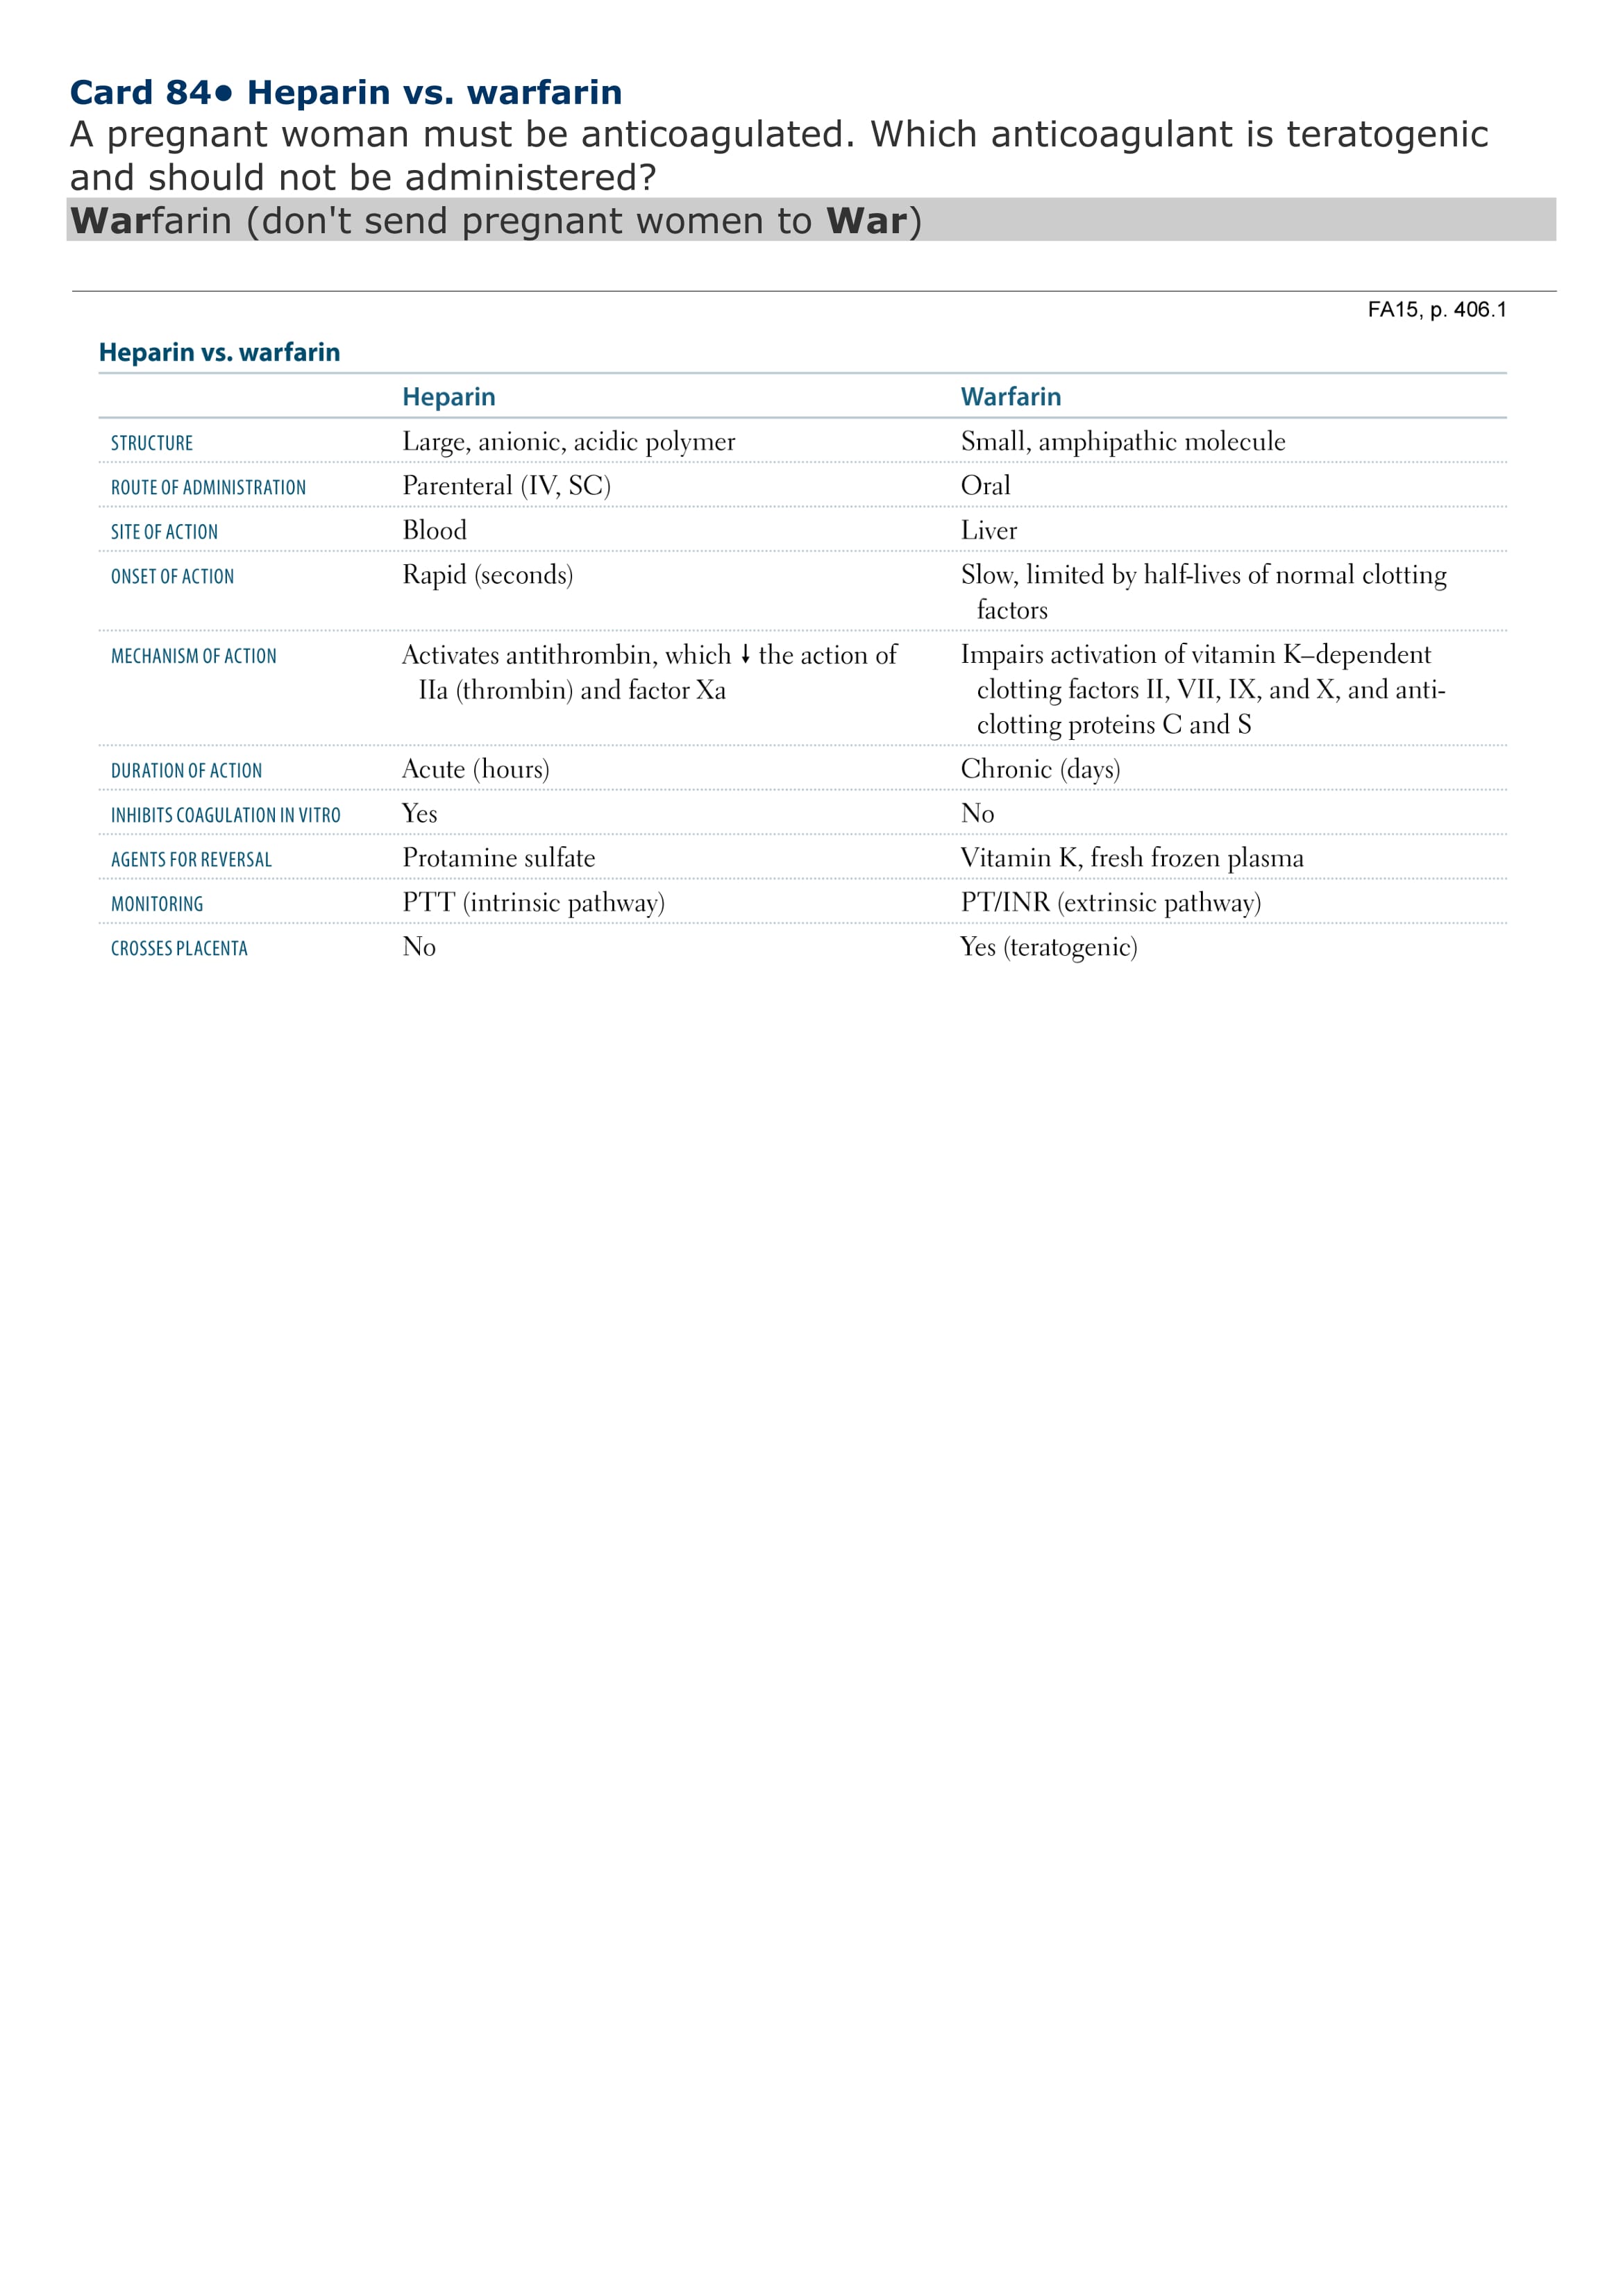 Card 84● Heparin vs. warfarin
A pregnant woman must be anticoagulated. Which anticoagulant is teratogenic
and should not be administered?
Warfarin (don't send pregnant women to War)
FA15, p. 406.1
Heparin vs. warfarin
Heparin Warfarin
STRUCTURE Large, anionic, acidic polymer Small, amphipathic molecule
ROUTE OF ADMINISTRATION Parenteral (IV, SC) Oral
SITE OF ACTION Blood Liver
ONSET OF ACTION Rapid (seconds) Slow, limited by half-lives of normal clotting
factors
MECHANISM OF ACTION Activates antithrombin, which ↓ the action of Impairs activation of vitamin K–dependent
IIa (thrombin) and factor Xa clotting factors II, VII, IX, and X, and anti-
clotting proteins C and S
DURATION OF ACTION Acute (hours) Chronic (days)
INHIBITS COAGULATION IN VITRO Yes No
AGENTS FOR REVERSAL Protamine sulfate Vitamin K, fresh frozen plasma
MONITORING PTT (intrinsic pathway) PT/INR (extrinsic pathway)
CROSSES PLACENTA No Yes (teratogenic)